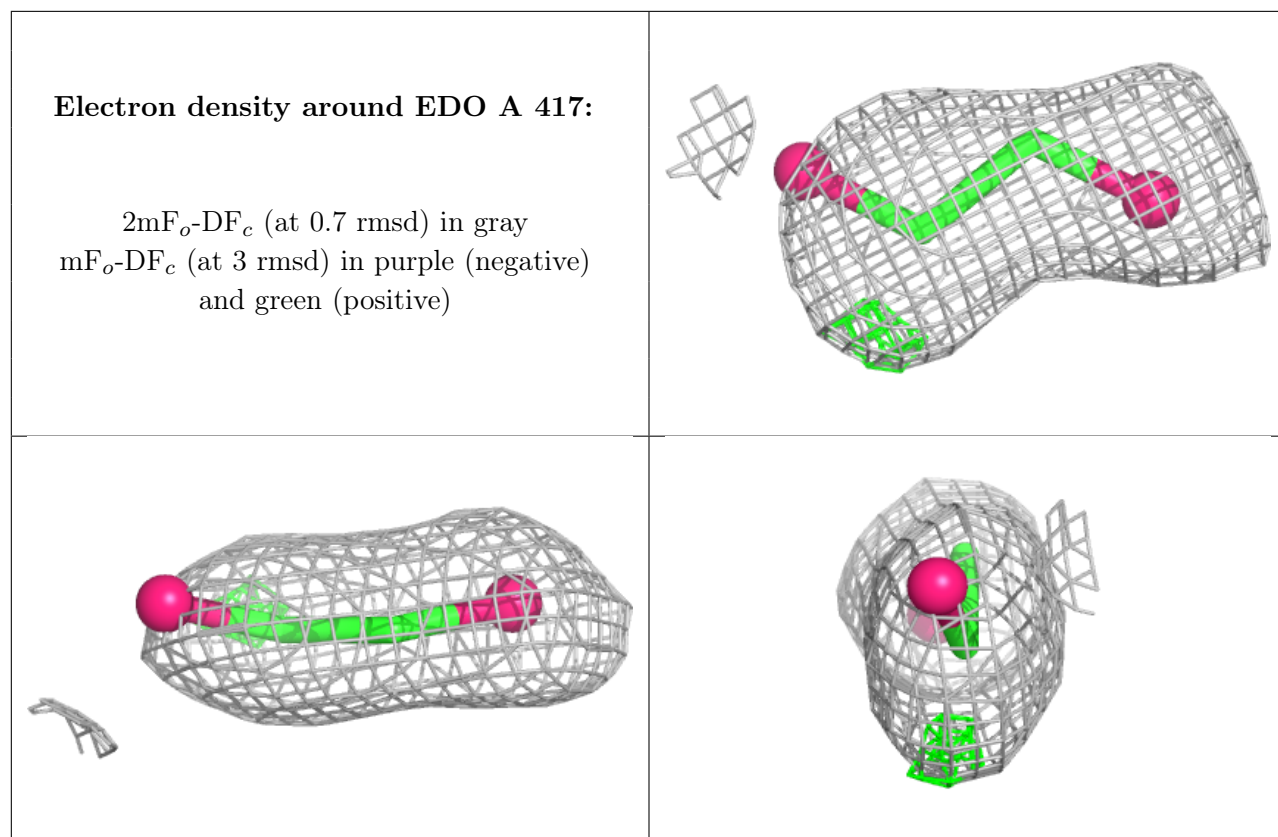 Electron density around EDO A 417:
2mFo-DFc (at 0.7 rmsd) in gray
mFo-DFc (at 3 rmsd) in purple (negative)
and green (positive)